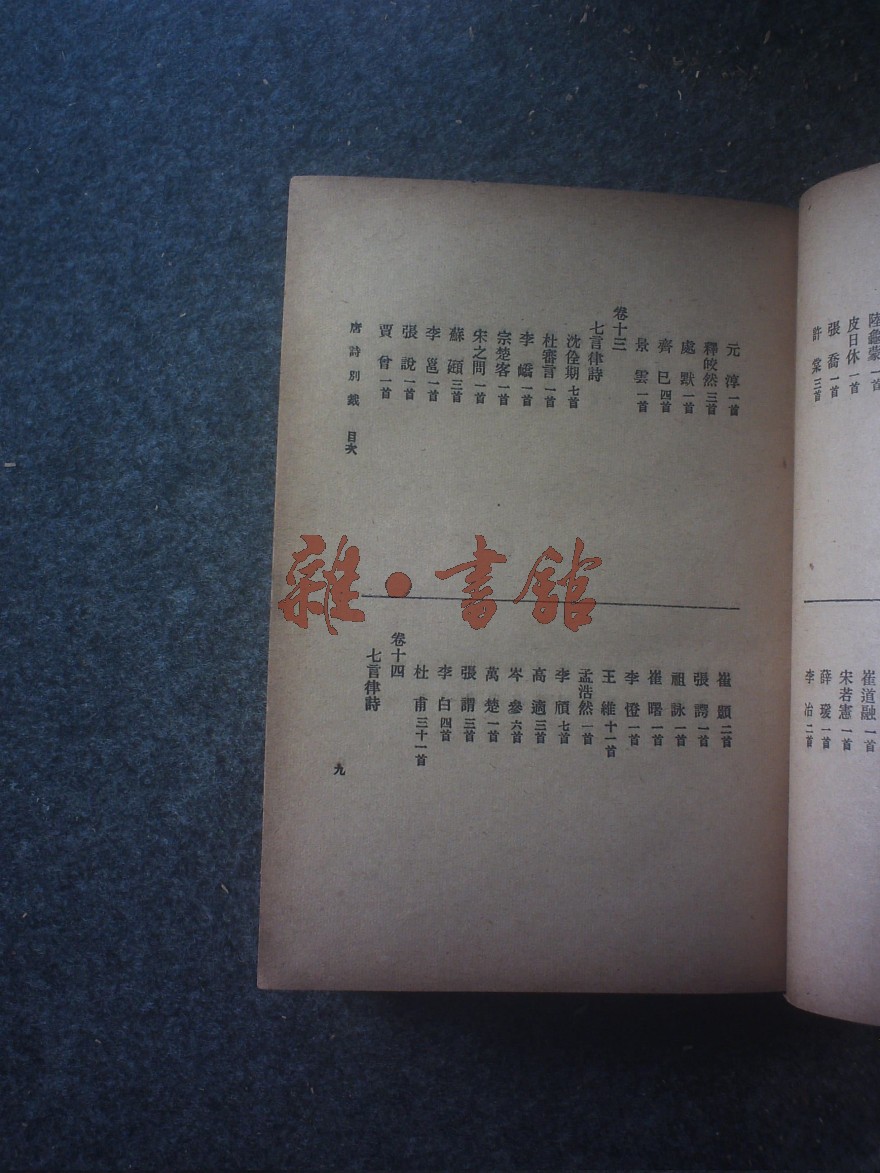 陸龜蒙一首
皮日休一首
張喬一首
許棠三首
崔道融一首
宋若憲一首
薛瑗一首
李冶二首
元淳一首
釋皎然三首
處默一首
齊巳四首
景雲一首
卷十三
七言律詩
沈佺期七首
杜審言一首
李嶠一首
宗楚客一首
宋之問一首
蘇頲三首
李邕一首
張說一首
賈曾一首
崔顥二首
張諤一首
祖詠一首
崔曙一首
李憕一首
王維十一首
孟浩然一首
李頎七首
高適三首
岑參六首
萬楚一首
張謂三首
李白四首
杜甫三十一首
卷十四
七言律詩
唐詩別裁 目次
九
雜·書館